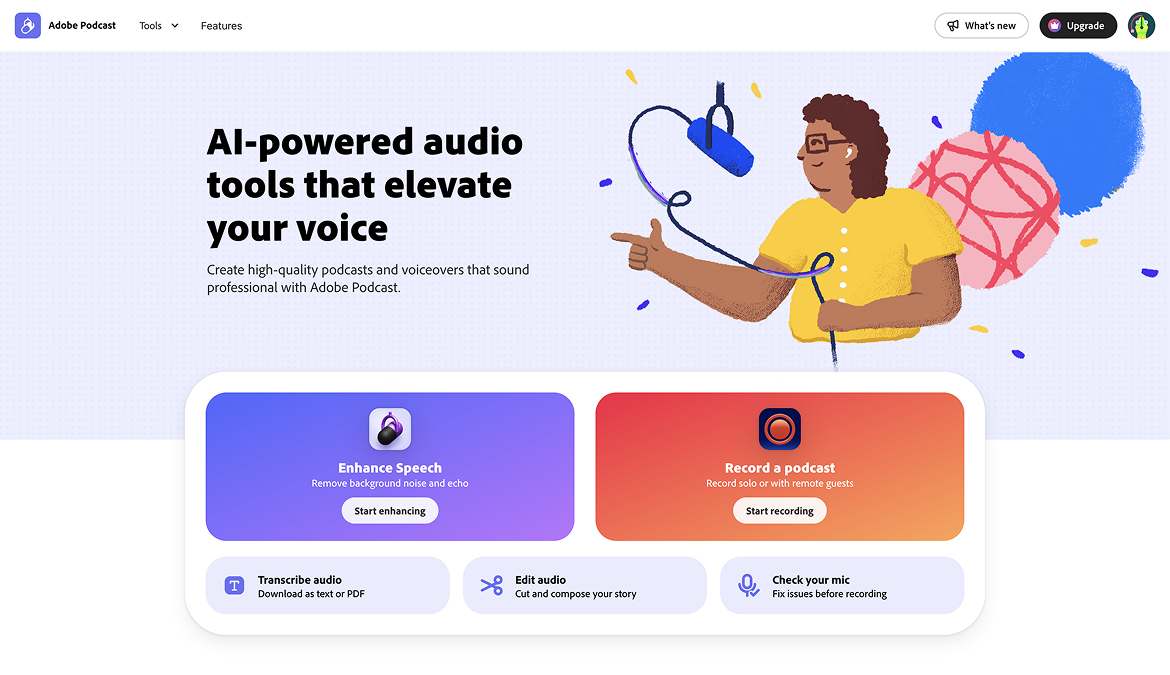 Adobe Podcast
Tools
Features
What's new
Upgrade
AI-powered audio
tools that elevate
your voice
Create high-quality podcasts and voiceovers that sound
professional with Adobe Podcast.
Enhance Speech
Remove background noise and echo
Start enhancing
Record a podcast
Record solo or with remote guests
Start recording
T
Transcribe audio
Download as text or PDF
Edit audio
Cut and compose your story
Check your mic
Fix issues before recording